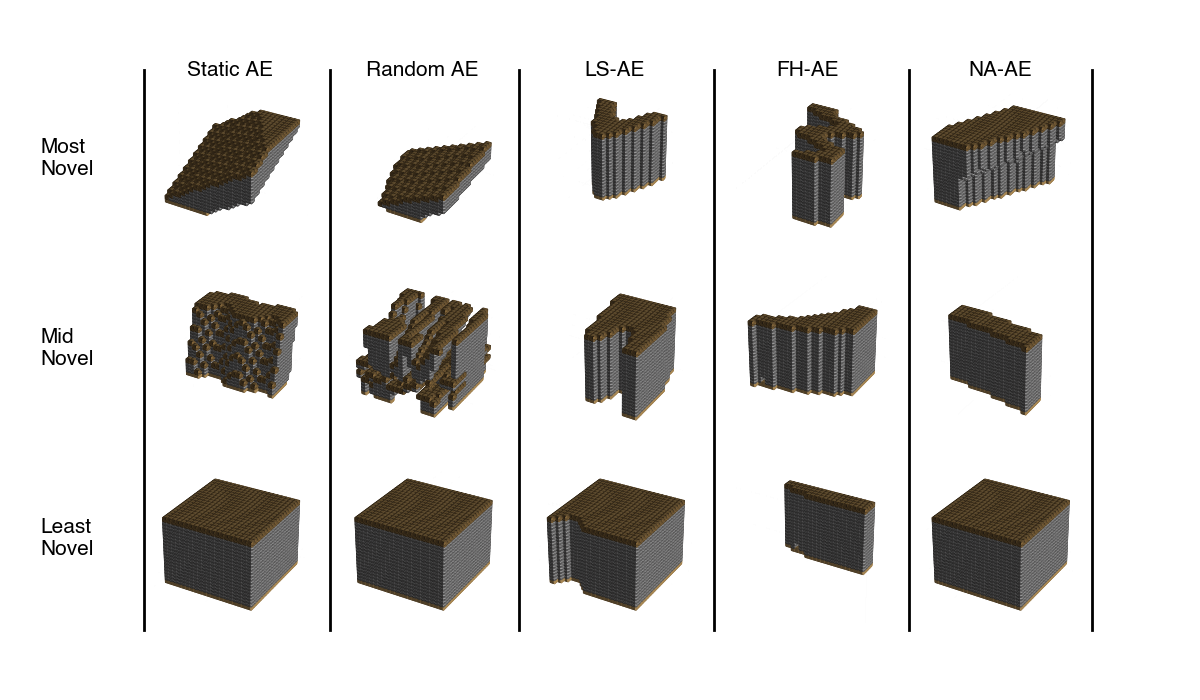 Static AE
Random AE
LS-AE
FH-AE
NA-AE
Most
Novel
Mid
Novel
Least
Novel